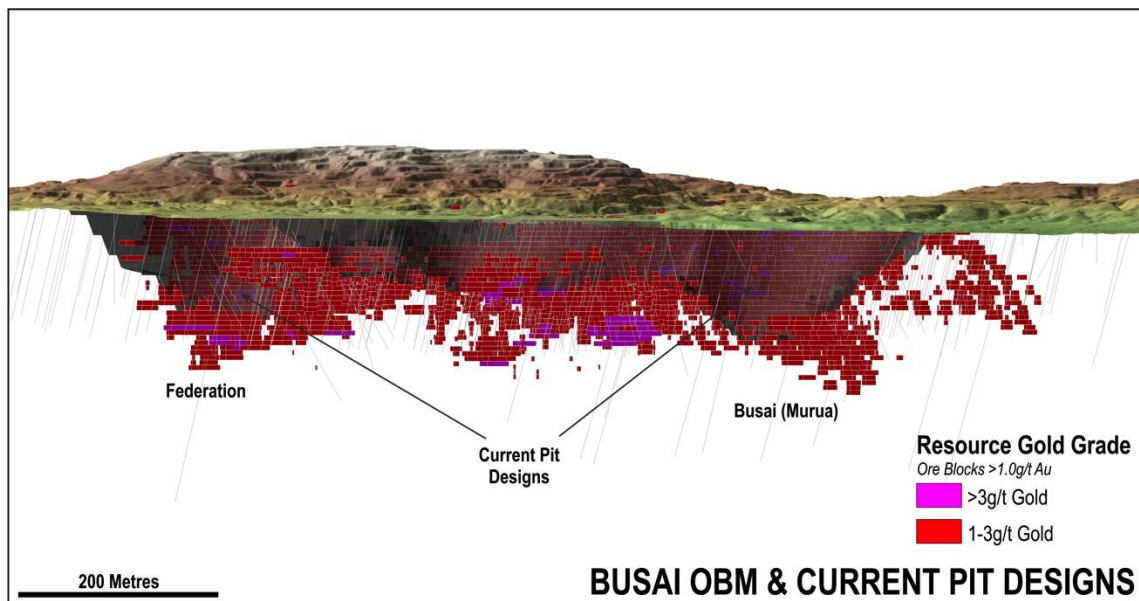 Federation
Busai (Murua)
Current Pit
Designs
Resource Gold Grade
Ore Blocks >1.0g/t Au
>3g/t Gold
1-3g/t Gold
200 Metres
BUSAI OBM & CURRENT PIT DESIGNS